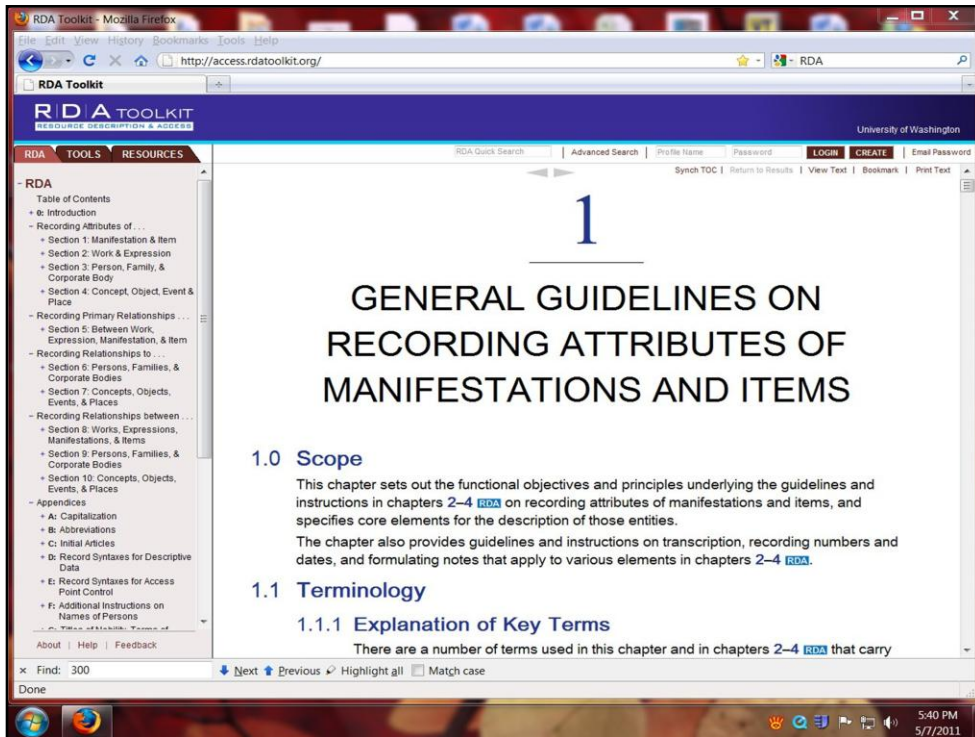 RDA Toolkit - Mozilla Firefox
File Edit View History Bookmarks Tools Help
http://access.rdatoolkit.org/
RDA
RDA Toolkit
R|D|A TOOLKIT
RESOURCE DESCRIPTION & ACCESS
University of Washington
RDA TOOLS RESOURCES
RDA Quick Search | Advanced Search | Profile Name Password LOGIN CREATE | Email Password
Synch TOC | Return to Results | View Text | Bookmark | Print Text
- RDA
Table of Contents
+ 0: Introduction
- Recording Attributes of . . .
+ Section 1: Manifestation & Item
+ Section 2: Work & Expression
+ Section 3: Person, Family, &
Corporate Body
+ Section 4: Concept, Object, Event &
Place
- Recording Primary Relationships . . .
+ Section 5: Between Work,
Expression, Manifestation, & Item
- Recording Relationships to . . .
+ Section 6: Persons, Families, &
Corporate Bodies
+ Section 7: Concepts, Objects,
Events, & Places
- Recording Relationships between . . .
+ Section 8: Works, Expressions,
Manifestations, & Items
+ Section 9: Persons, Families, &
Corporate Bodies
+ Section 10: Concepts, Objects,
Events, & Places
- Appendices
+ A: Capitalization
+ B: Abbreviations
+ C: Initial Articles
+ D: Record Syntaxes for Descriptive
Data
+ E: Record Syntaxes for Access
Point Control
+ F: Additional Instructions on
Names of Persons
About | Help | Feedback
1
GENERAL GUIDELINES ON
RECORDING ATTRIBUTES OF
MANIFESTATIONS AND ITEMS
1.0 Scope
This chapter sets out the functional objectives and principles underlying the guidelines and
instructions in chapters 2–4 RDA on recording attributes of manifestations and items, and
specifies core elements for the description of those entities.
The chapter also provides guidelines and instructions on transcription, recording numbers and
dates, and formulating notes that apply to various elements in chapters 2–4 RDA.
1.1 Terminology
1.1.1 Explanation of Key Terms
There are a number of terms used in this chapter and in chapters 2–4 RDA that carry
× Find: 300 Next Previous Highlight all Match case
Done
5:40 PM
5/7/2011